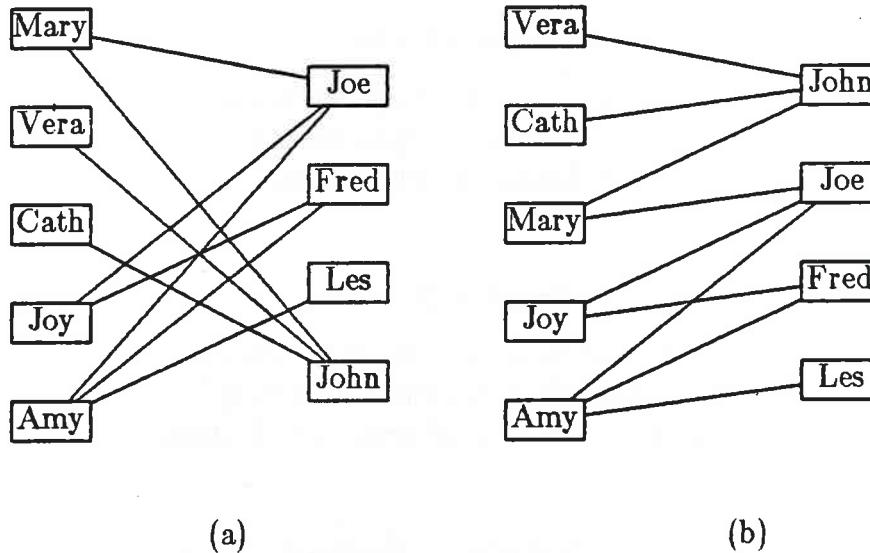 Mary
Vera
Cath
Joy
Amy
Joe
Fred
Les
John
(a)
Vera
Cath
Mary
Joy
Amy
John
Joe
Fred
Les
(b)